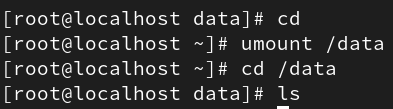 [root@localhost data]# cd
[root@localhost ~]# umount /data
[root@localhost ~]# cd /data
[root@localhost data]# ls